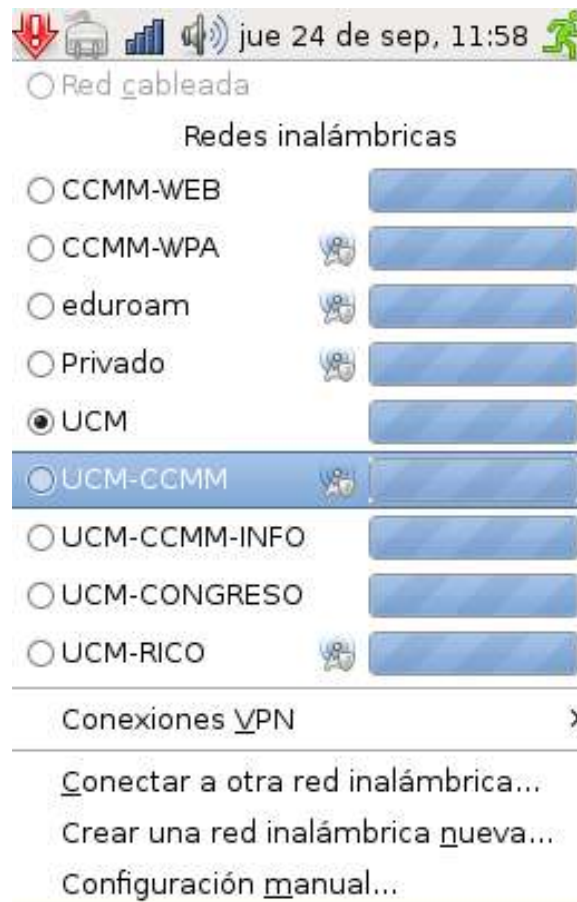 jue 24 de sep, 11:58
Red cableada
Redes inalámbricas
CCMM-WEB
CCMM-WPA
eduroam
Privado
UCM
UCM-CCMM
UCM-CCMM-INFO
UCM-CONGRESO
UCM-RICO
Conexiones VPN
Conectar a otra red inalámbrica...
Crear una red inalámbrica nueva...
Configuración manual...